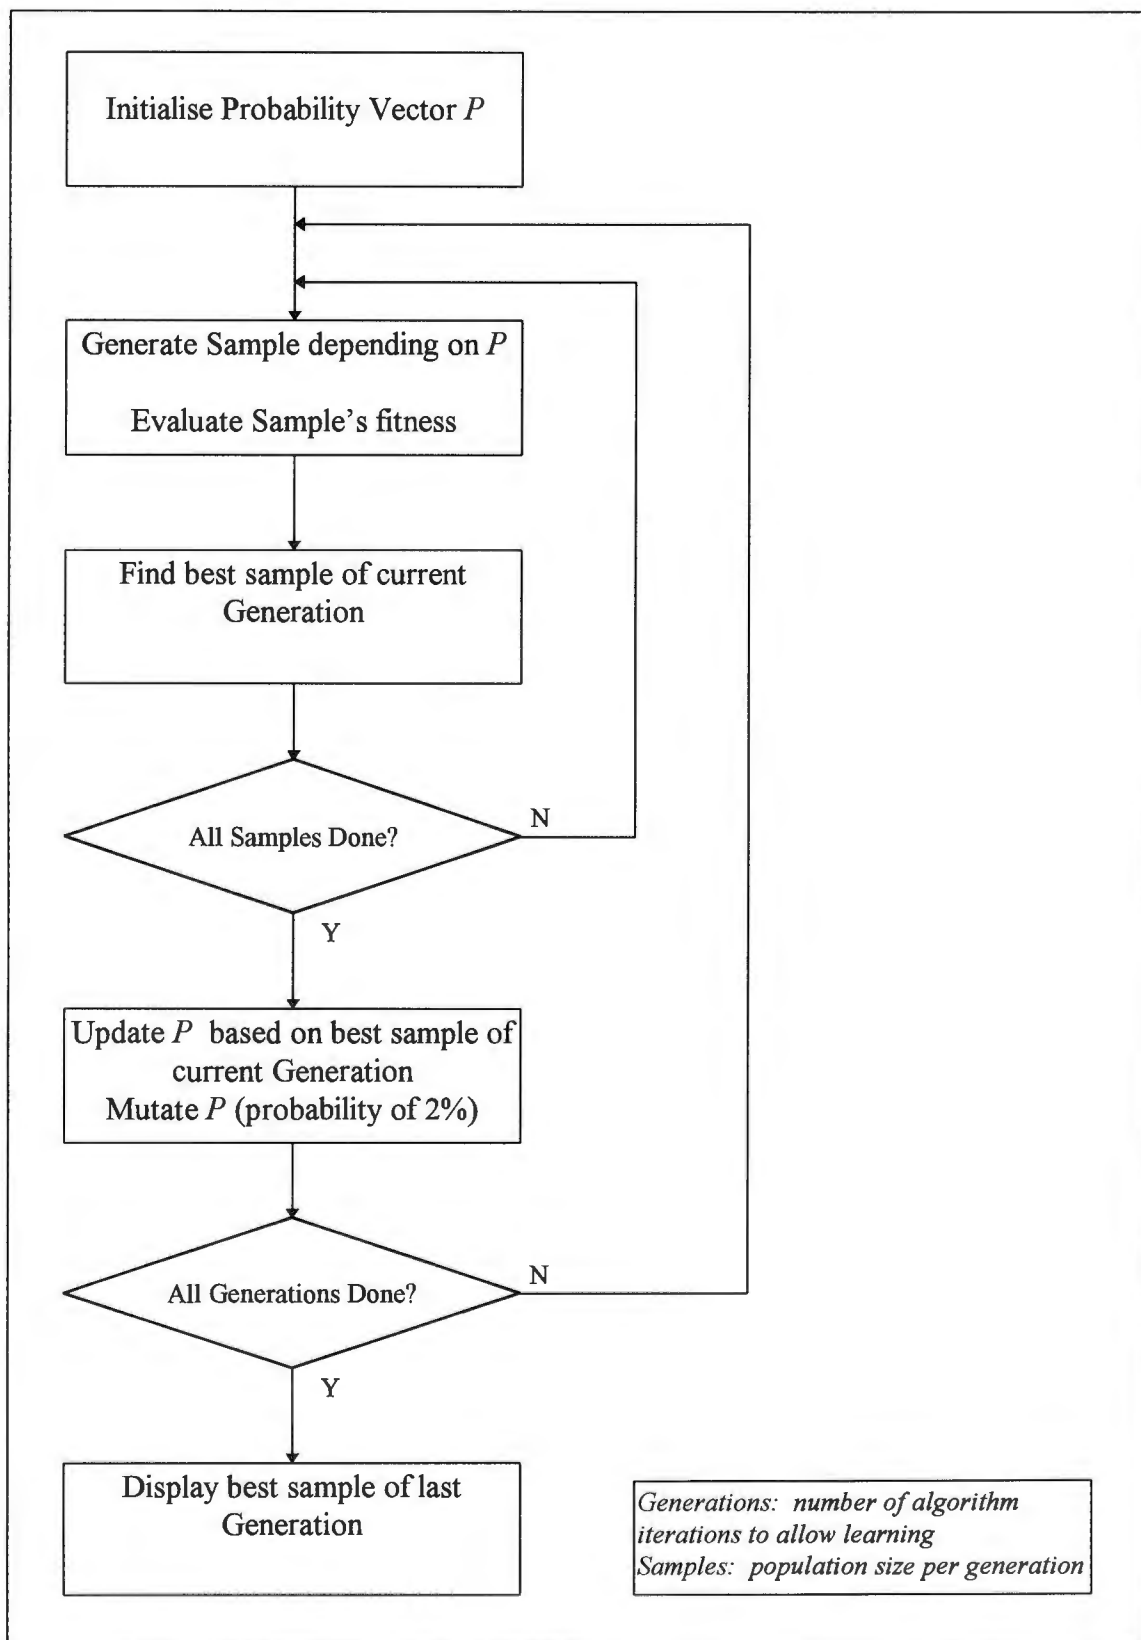 Initialise Probability Vector P
Generate Sample depending on P
Evaluate Sample's fitness
Find best sample of current
Generation
All Samples Done?
N
Y
Update P based on best sample of
current Generation
Mutate P (probability of 2%)
All Generations Done?
N
Y
Display best sample of last
Generation
Generations: number of algorithm
iterations to allow learning
Samples: population size per generation